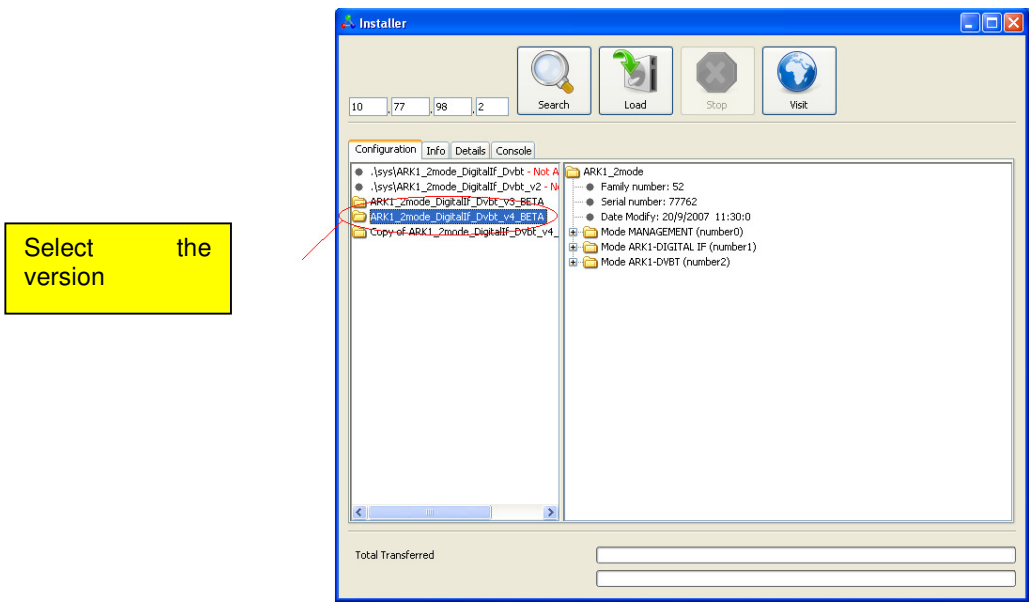 Installer
10 .77 .98 .2
Search
Load
Stop
Visit
Configuration Info Details Console
.\sys\ARK1_2mode_DigitalIf_Dvbt - Not A
.\sys\ARK1_2mode_DigitalIf_Dvbt_v2 - N
ARK1_2mode_DigitalIf_Dvbt_v3_BETA
ARK1_2mode_DigitalIf_Dvbt_v4_BETA
Copy of ARK1_2mode_DigitalIf_Dvbt_v4_
ARK1_2mode
Family number: 52
Serial number: 77762
Date Modify: 20/9/2007 11:30:0
Mode MANAGEMENT (number0)
Mode ARK1-DIGITAL IF (number1)
Mode ARK1-DVBT (number2)
Select the
version
Total Transferred